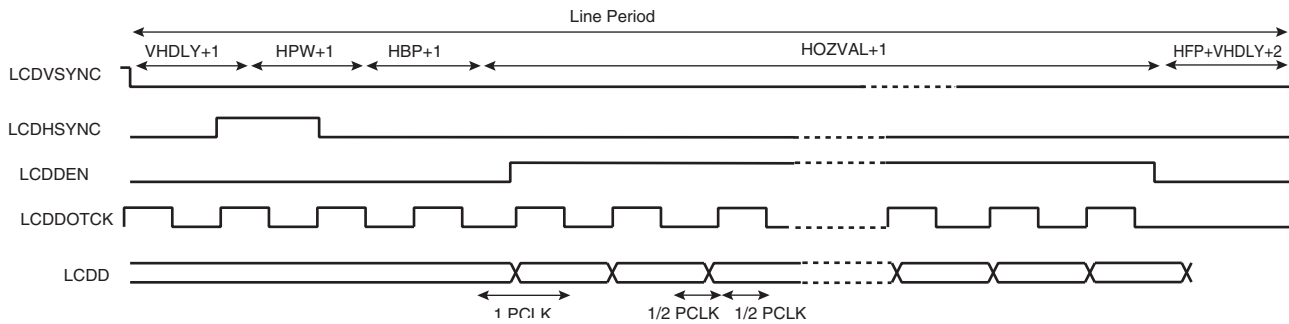 Line Period
VHDLY+1 HPW+1 HBP+1 HOZVAL+1 HFP+VHDLY+2
LCDVSYNC
LCDHSYNC
LCDDEN
LCDDOTCK
LCDD
1 PCLK 1/2 PCLK 1/2 PCLK